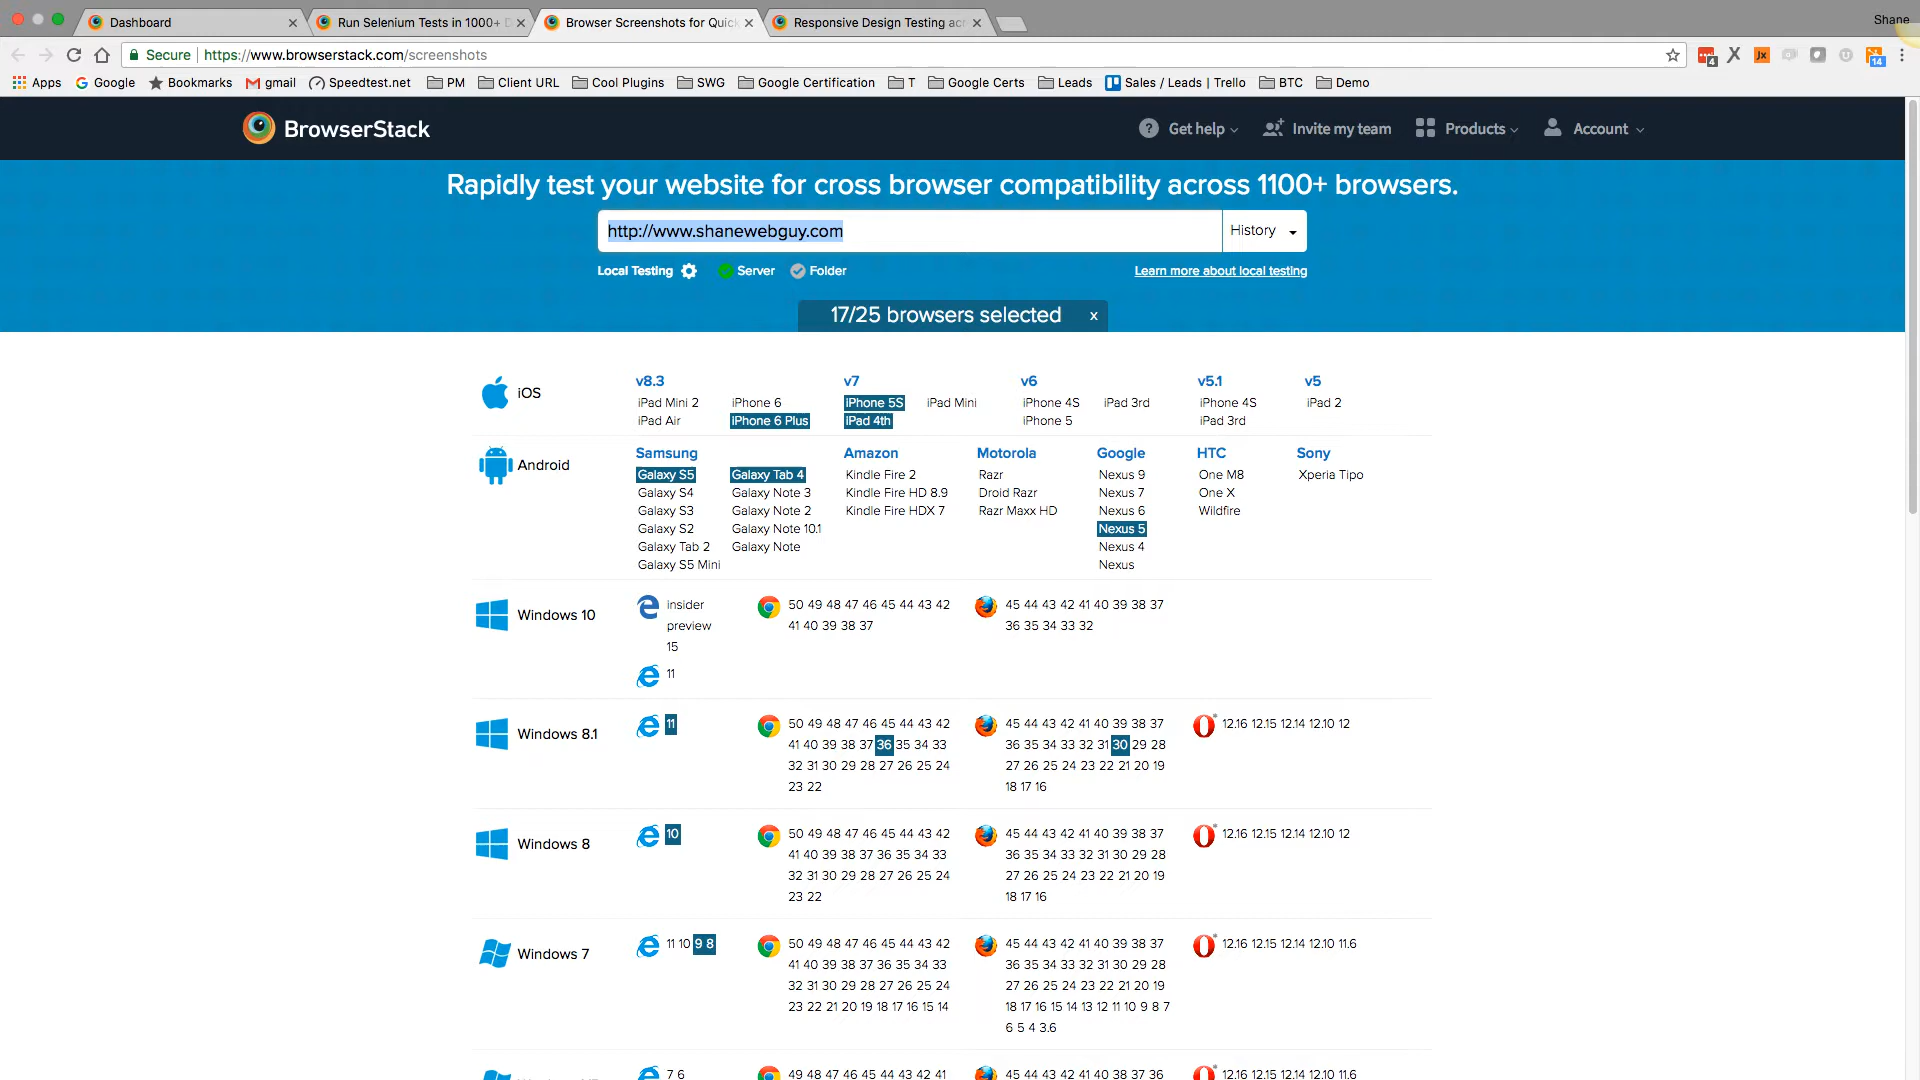 Dashboard
Run Selenium Tests in 1000+ D
Browser Screenshots for Quick
Responsive Design Testing acr
Shane
Secure
https://www.browserstack.com/screenshots
4
Jx
14
Apps
Google
Bookmarks
gmail
Speedtest.net
PM
Client URL
Cool Plugins
SWG
Google Certification
T
Google Certs
Leads
Sales / Leads | Trello
BTC
Demo
BrowserStack
Get help
Invite my team
Products
Account
Rapidly test your website for cross browser compatibility across 1100+ browsers.
http://www.shanewebguy.com
History
Local Testing
Server
Folder
Learn more about local testing
17/25 browsers selected x
iOS
v8.3
iPad Mini 2 iPhone 6
iPad Air iPhone 6 Plus
v7
iPhone 5S iPad Mini
iPad 4th
v6
iPhone 4S iPad 3rd
iPhone 5
v5.1
iPhone 4S
iPad 3rd
v5
iPad 2
Android
Samsung
Galaxy S5 Galaxy Tab 4
Galaxy S4 Galaxy Note 3
Galaxy S3 Galaxy Note 2
Galaxy S2 Galaxy Note 10.1
Galaxy Tab 2 Galaxy Note
Galaxy S5 Mini
Amazon
Kindle Fire 2
Kindle Fire HD 8.9
Kindle Fire HDX 7
Motorola
Razr
Droid Razr
Razr Maxx HD
Google
Nexus 9
Nexus 7
Nexus 6
Nexus 5
Nexus 4
Nexus
HTC
One M8
One X
Wildfire
Sony
Xperia Tipo
Windows 10
insider
preview
15
11
50 49 48 47 46 45 44 43 42
41 40 39 38 37
45 44 43 42 41 40 39 38 37
36 35 34 33 32
Windows 8.1
11
50 49 48 47 46 45 44 43 42
41 40 39 38 37 36 35 34 33
32 31 30 29 28 27 26 25 24
23 22
45 44 43 42 41 40 39 38 37
36 35 34 33 32 31 30 29 28
27 26 25 24 23 22 21 20 19
18 17 16
12.16 12.15 12.14 12.10 12
Windows 8
10
50 49 48 47 46 45 44 43 42
41 40 39 38 37 36 35 34 33
32 31 30 29 28 27 26 25 24
23 22
45 44 43 42 41 40 39 38 37
36 35 34 33 32 31 30 29 28
27 26 25 24 23 22 21 20 19
18 17 16
12.16 12.15 12.14 12.10 12
Windows 7
11 10 9 8
50 49 48 47 46 45 44 43 42
41 40 39 38 37 36 35 34 33
32 31 30 29 28 27 26 25 24
23 22 21 20 19 18 17 16 15 14
45 44 43 42 41 40 39 38 37
36 35 34 33 32 31 30 29 28
27 26 25 24 23 22 21 20 19
18 17 16 15 14 13 12 11 10 9 8 7
6 5 4 3.6
12.16 12.15 12.14 12.10 11.6
7 6
49 48 47 46 45 44 43 42 41
45 44 43 42 41 40 38 37 36
12.16 12.15 12.14 12.10 11.6